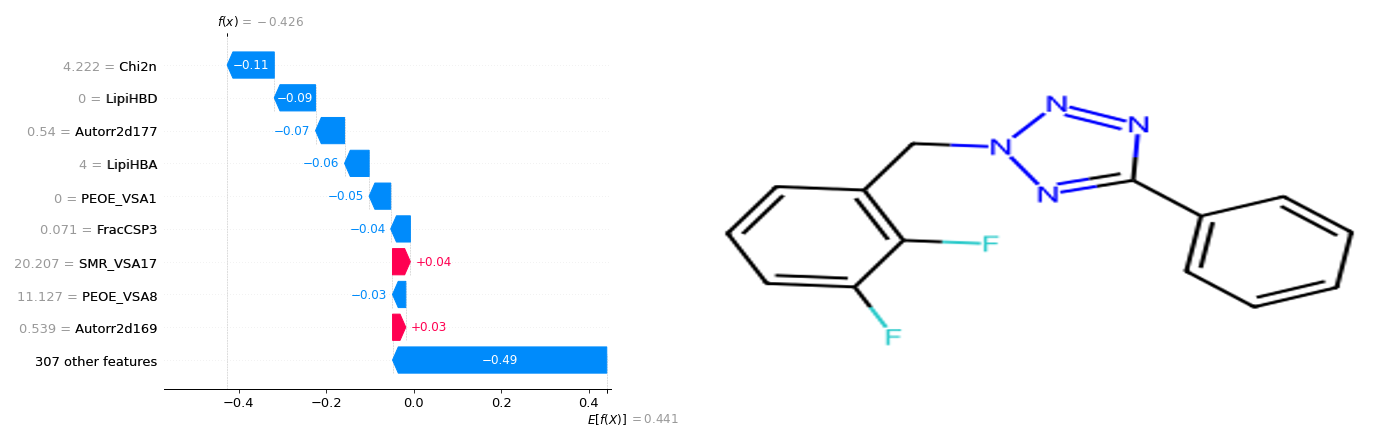 f(x) = −0.426
4.222 = Chi2n −0.11
0 = LipiHBD −0.09
0.54 = Autorr2d177 −0.07
4 = LipiHBA −0.06
0 = PEOE_VSA1 −0.05
0.071 = FracCSP3 −0.04
20.207 = SMR_VSA17 +0.04
11.127 = PEOE_VSA8 −0.03
0.539 = Autorr2d169 +0.03
307 other features −0.49
−0.4 −0.2 0.0 0.2 0.4
E[f(X)] = 0.441
N
N
N
N
F
F